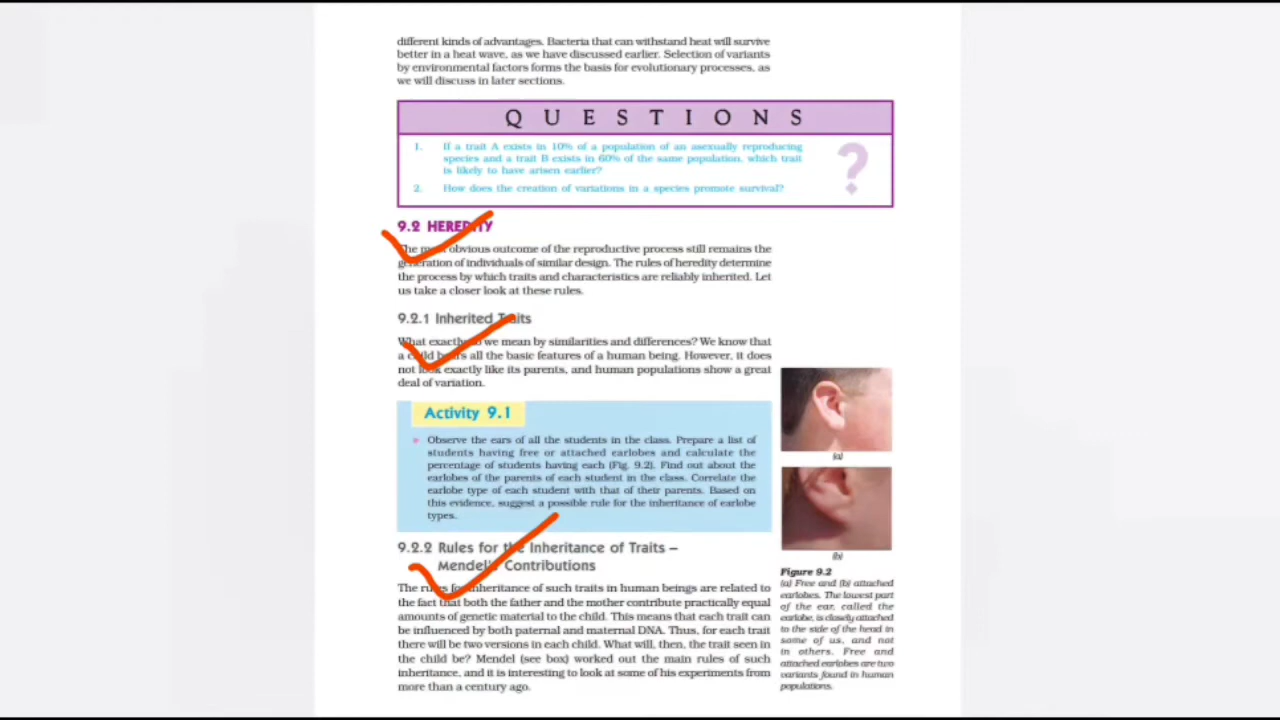 different kinds of advantages. Bacteria that can withstand heat will survive
better in a heat wave, as we have discussed earlier. Selection of variants
by environmental factors forms the basis for evolutionary processes, as
we will discuss in later sections.
QUESTIONS
1. If a trait A exists in 10% of a population of an asexually reproducing
species and a trait B exists in 60% of the same population, which trait
is likely to have arisen earlier?
2. How does the creation of variations in a species promote survival?
?
9.2 HEREDITY
The most obvious outcome of the reproductive process still remains the
generation of individuals of similar design. The rules of heredity determine
the process by which traits and characteristics are reliably inherited. Let
us take a closer look at these rules.
9.2.1 Inherited Traits
What exactly do we mean by similarities and differences? We know that
a child bears all the basic features of a human being. However, it does
not look exactly like its parents, and human populations show a great
deal of variation.
Activity 9.1
Observe the ears of all the students in the class. Prepare a list of
students having free or attached earlobes and calculate the
percentage of students having each (Fig. 9.2). Find out about the
earlobes of the parents of each student in the class. Correlate the
earlobe type of each student with that of their parents. Based on
this evidence, suggest a possible rule for the inheritance of earlobe
types.
9.2.2 Rules for the Inheritance of Traits –
Mendel's Contributions
The rules for inheritance of such traits in human beings are related to
the fact that both the father and the mother contribute practically equal
amounts of genetic material to the child. This means that each trait can
be influenced by both paternal and maternal DNA. Thus, for each trait
there will be two versions in each child. What will, then, the trait seen in
the child be? Mendel (see box) worked out the main rules of such
inheritance, and it is interesting to look at some of his experiments from
more than a century ago.
(a)
(b)
Figure 9.2
(a) Free and (b) attached
earlobes. The lowest part
of the ear, called the
earlobe, is closely attached
to the side of the head in
some of us, and not
in others. Free and
attached earlobes are two
variants found in human
populations.